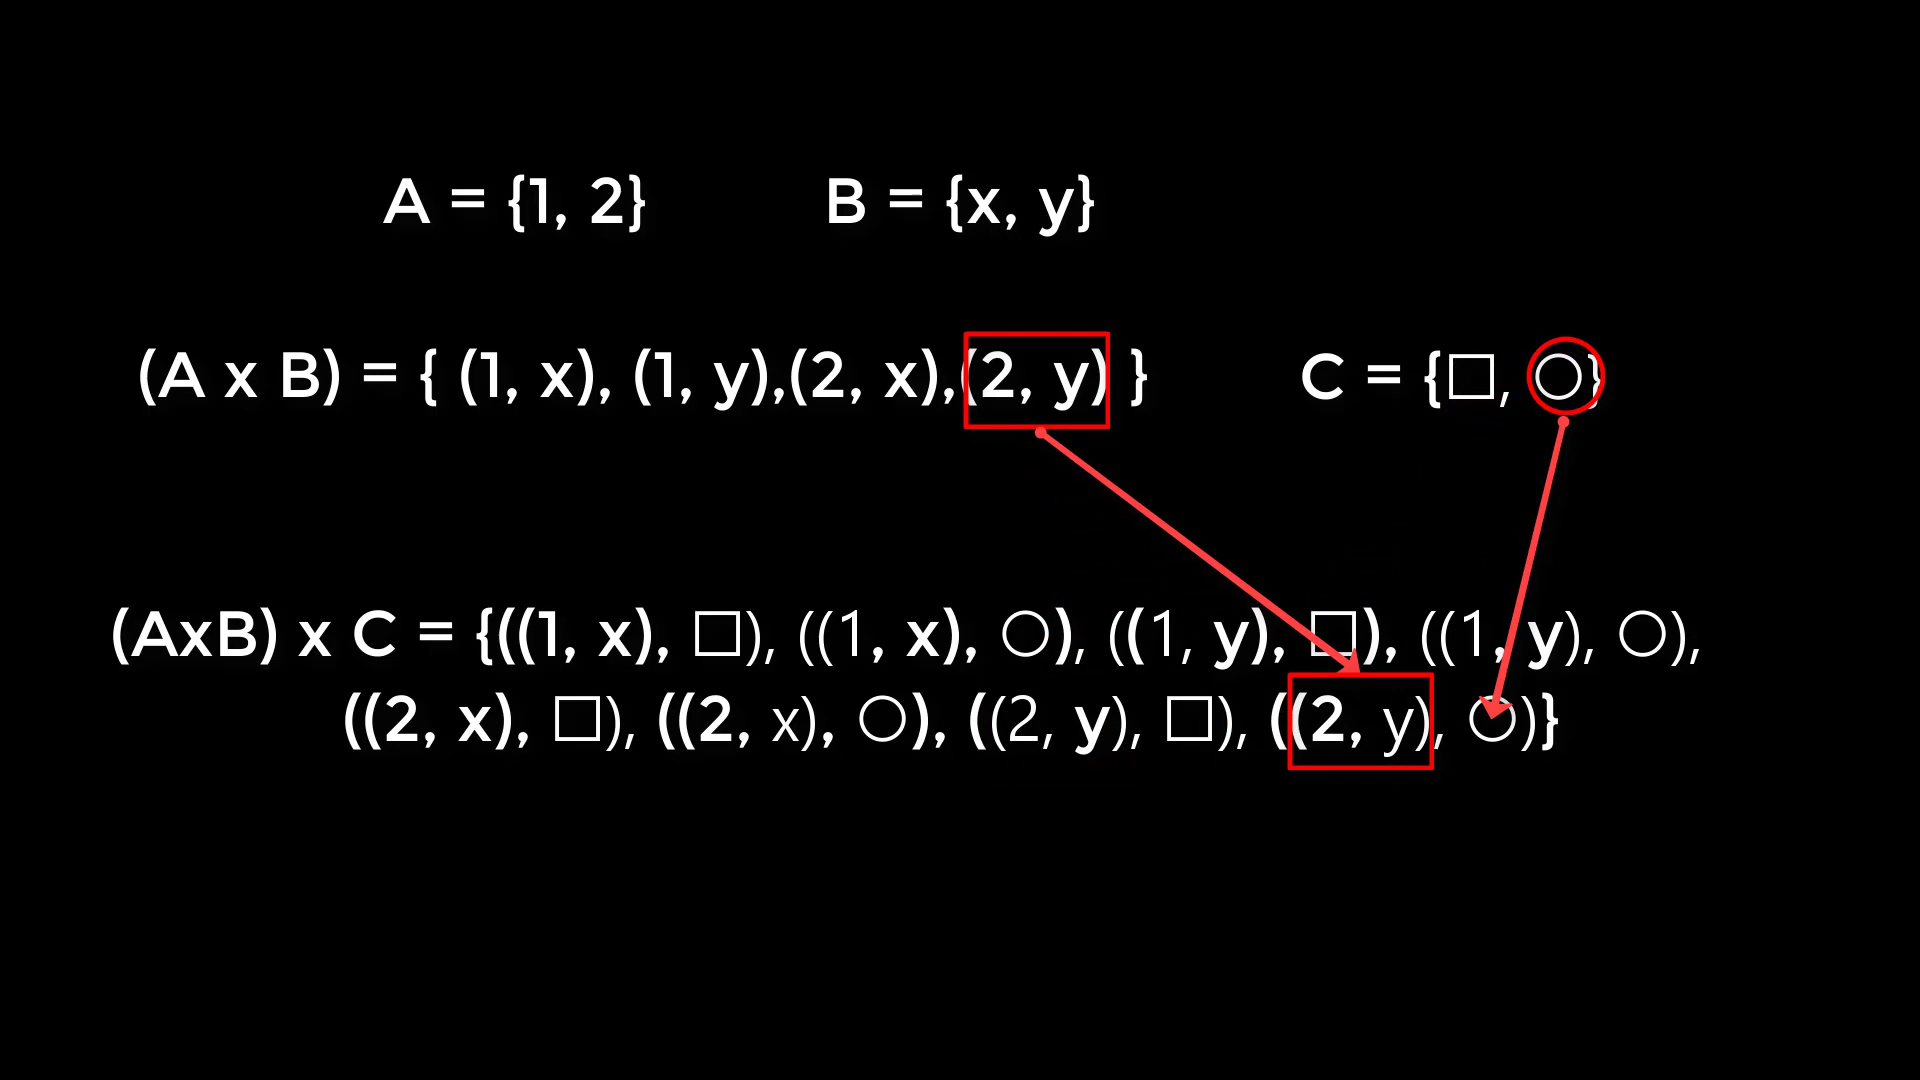 A = {1, 2} B = {x, y}
(A x B) = { (1, x), (1, y),(2, x),(2, y) } C = {□, ○}
(AxB) x C = {((1, x), □), ((1, x), ○), ((1, y), □), ((1, y), ○),
((2, x), □), ((2, x), ○), ((2, y), □), ((2, y), ○)}